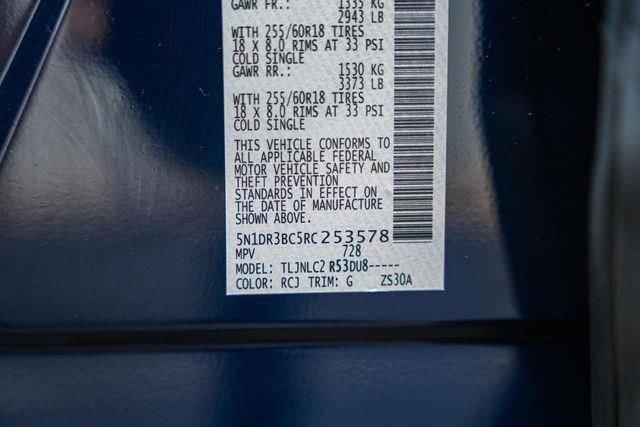 GAWR FR.: 1335 KG
2943 LB
WITH 255/60R18 TIRES
18 X 8.0 RIMS AT 33 PSI
COLD SINGLE
GAWR RR.: 1530 KG
3373 LB
WITH 255/60R18 TIRES
18 X 8.0 RIMS AT 33 PSI
COLD SINGLE
THIS VEHICLE CONFORMS TO
ALL APPLICABLE FEDERAL
MOTOR VEHICLE SAFETY AND
THEFT PREVENTION
STANDARDS IN EFFECT ON
THE DATE OF MANUFACTURE
SHOWN ABOVE.
5N1DR3BC5RC253578
MPV 728
MODEL: TLJNLC2 R53DU8-----
COLOR: RCJ TRIM: G ZS30A